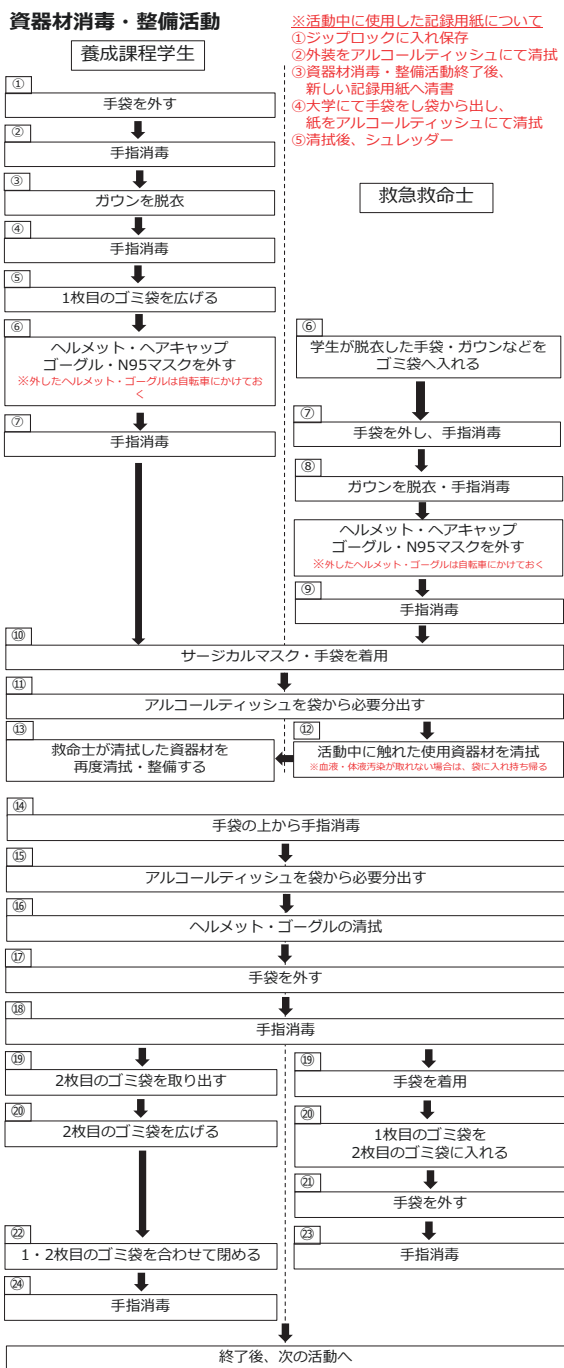 資器材消毒・整備活動
養成課程学生
※活動中に使用した記録用紙について
①ジップロックに入れ保存
②外装をアルコールティッシュにて清拭
③資器材消毒・整備活動終了後、
新しい記録用紙へ清書
④大学にて手袋をし袋から出し、
紙をアルコールティッシュにて清拭
⑤清拭後、シュレッダー
救急救命士
①
手袋を外す
②
手指消毒
③
ガウンを脱衣
④
手指消毒
⑤
1枚目のゴミ袋を広げる
⑥
ヘルメット・ヘアキャップ
ゴーグル・N95マスクを外す
※外したヘルメット・ゴーグルは自転車にかけてお
く
⑦
手指消毒
⑥
学生が脱衣した手袋・ガウンなどを
ゴミ袋へ入れる
⑦
手袋を外し、手指消毒
⑧
ガウンを脱衣・手指消毒
ヘルメット・ヘアキャップ
ゴーグル・N95マスクを外す
※外したヘルメット・ゴーグルは自転車にかけておく
⑨
手指消毒
⑩
サージカルマスク・手袋を着用
⑪
アルコールティッシュを袋から必要分出す
⑬
救命士が清拭した資器材を
再度清拭・整備する
⑫
活動中に触れた使用資器材を清拭
※血液・体液汚染が取れない場合は、袋に入れ持ち帰る
⑭
手袋の上から手指消毒
⑮
アルコールティッシュを袋から必要分出す
⑯
ヘルメット・ゴーグルの清拭
⑰
手袋を外す
⑱
手指消毒
⑲
2枚目のゴミ袋を取り出す
⑳
2枚目のゴミ袋を広げる
⑲
手袋を着用
⑳
1枚目のゴミ袋を
2枚目のゴミ袋に入れる
㉑
手袋を外す
㉒
1・2枚目のゴミ袋を合わせて閉める
㉓
手指消毒
㉔
手指消毒
終了後、次の活動へ